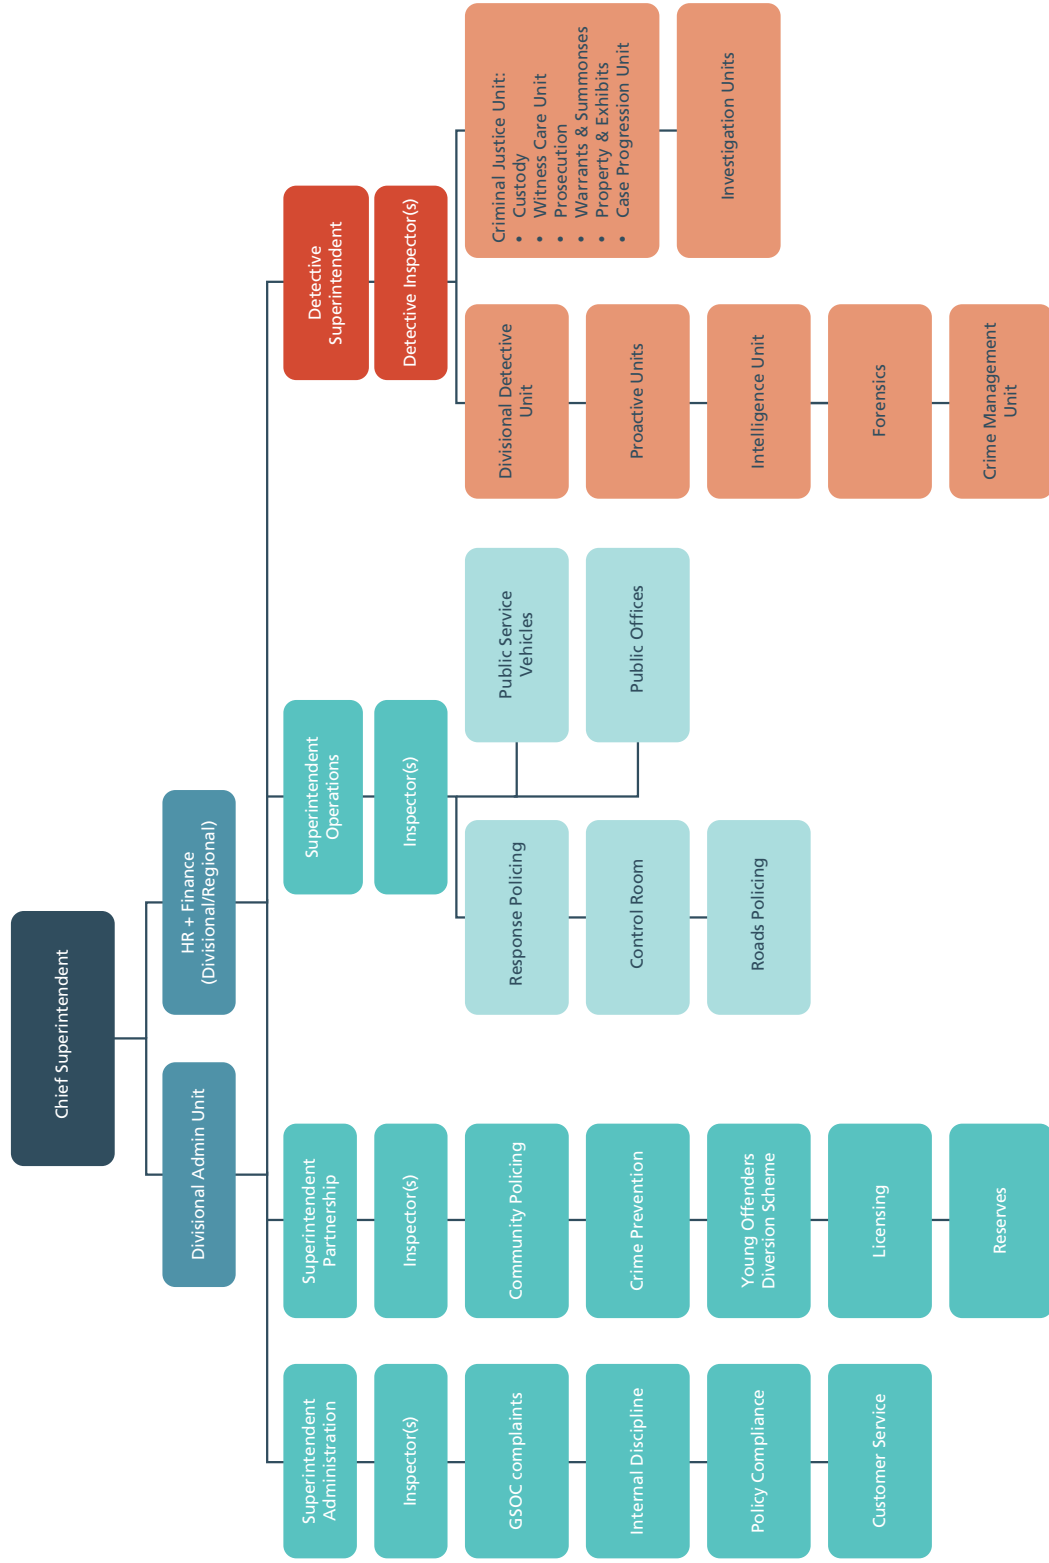 Chief Superintendent
Divisional Admin Unit
HR + Finance
(Divisional/Regional)
Superintendent
Administration
Inspector(s)
GSOC complaints
Internal Discipline
Policy Compliance
Customer Service
Superintendent
Partnership
Inspector(s)
Community Policing
Crime Prevention
Young Offenders
Diversion Scheme
Licensing
Reserves
Superintendent
Operations
Inspector(s)
Response Policing
Control Room
Roads Policing
Public Service
Vehicles
Public Offices
Detective
Superintendent
Detective Inspector(s)
Divisional Detective
Unit
Proactive Units
Intelligence Unit
Forensics
Crime Management
Unit
Criminal Justice Unit:
• Custody
• Witness Care Unit
• Prosecution
• Warrants & Summonses
• Property & Exhibits
• Case Progression Unit
Investigation Units